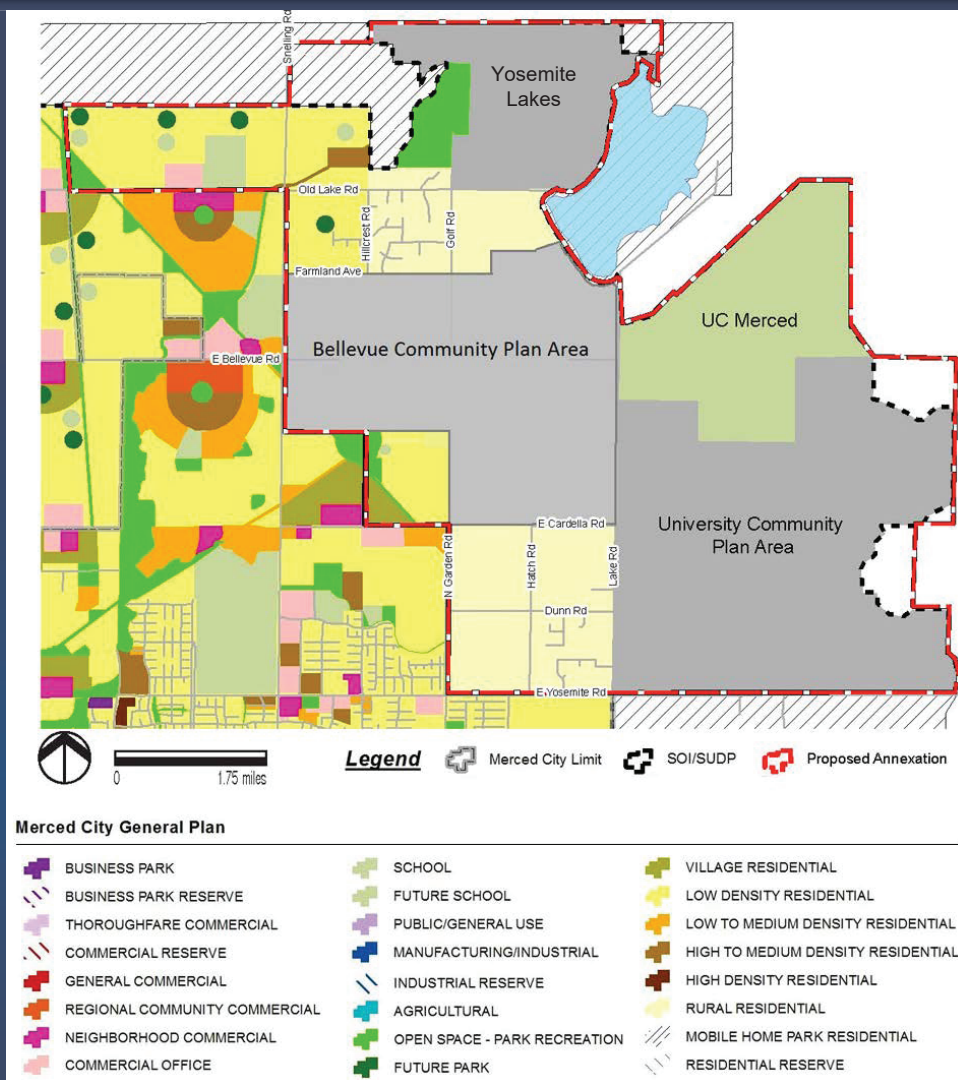 Snelling Rd
Yosemite
Lakes
Old Lake Rd
Hillcrest Rd
Golf Rd
Farmland Ave
UC Merced
Bellevue Community Plan Area
E Bellevue Rd
E Cardella Rd
University Community
Plan Area
N Garden Rd
Hatch Rd
Lake Rd
Dunn Rd
E Yosemite Rd
0
1.75 miles
Legend
Merced City Limit
SOI/SUDP
Proposed Annexation
Merced City General Plan
BUSINESS PARK
BUSINESS PARK RESERVE
THOROUGHFARE COMMERCIAL
COMMERCIAL RESERVE
GENERAL COMMERCIAL
REGIONAL COMMUNITY COMMERCIAL
NEIGHBORHOOD COMMERCIAL
COMMERCIAL OFFICE
SCHOOL
FUTURE SCHOOL
PUBLIC/GENERAL USE
MANUFACTURING/INDUSTRIAL
INDUSTRIAL RESERVE
AGRICULTURAL
OPEN SPACE - PARK RECREATION
FUTURE PARK
VILLAGE RESIDENTIAL
LOW DENSITY RESIDENTIAL
LOW TO MEDIUM DENSITY RESIDENTIAL
HIGH TO MEDIUM DENSITY RESIDENTIAL
HIGH DENSITY RESIDENTIAL
RURAL RESIDENTIAL
MOBILE HOME PARK RESIDENTIAL
RESIDENTIAL RESERVE